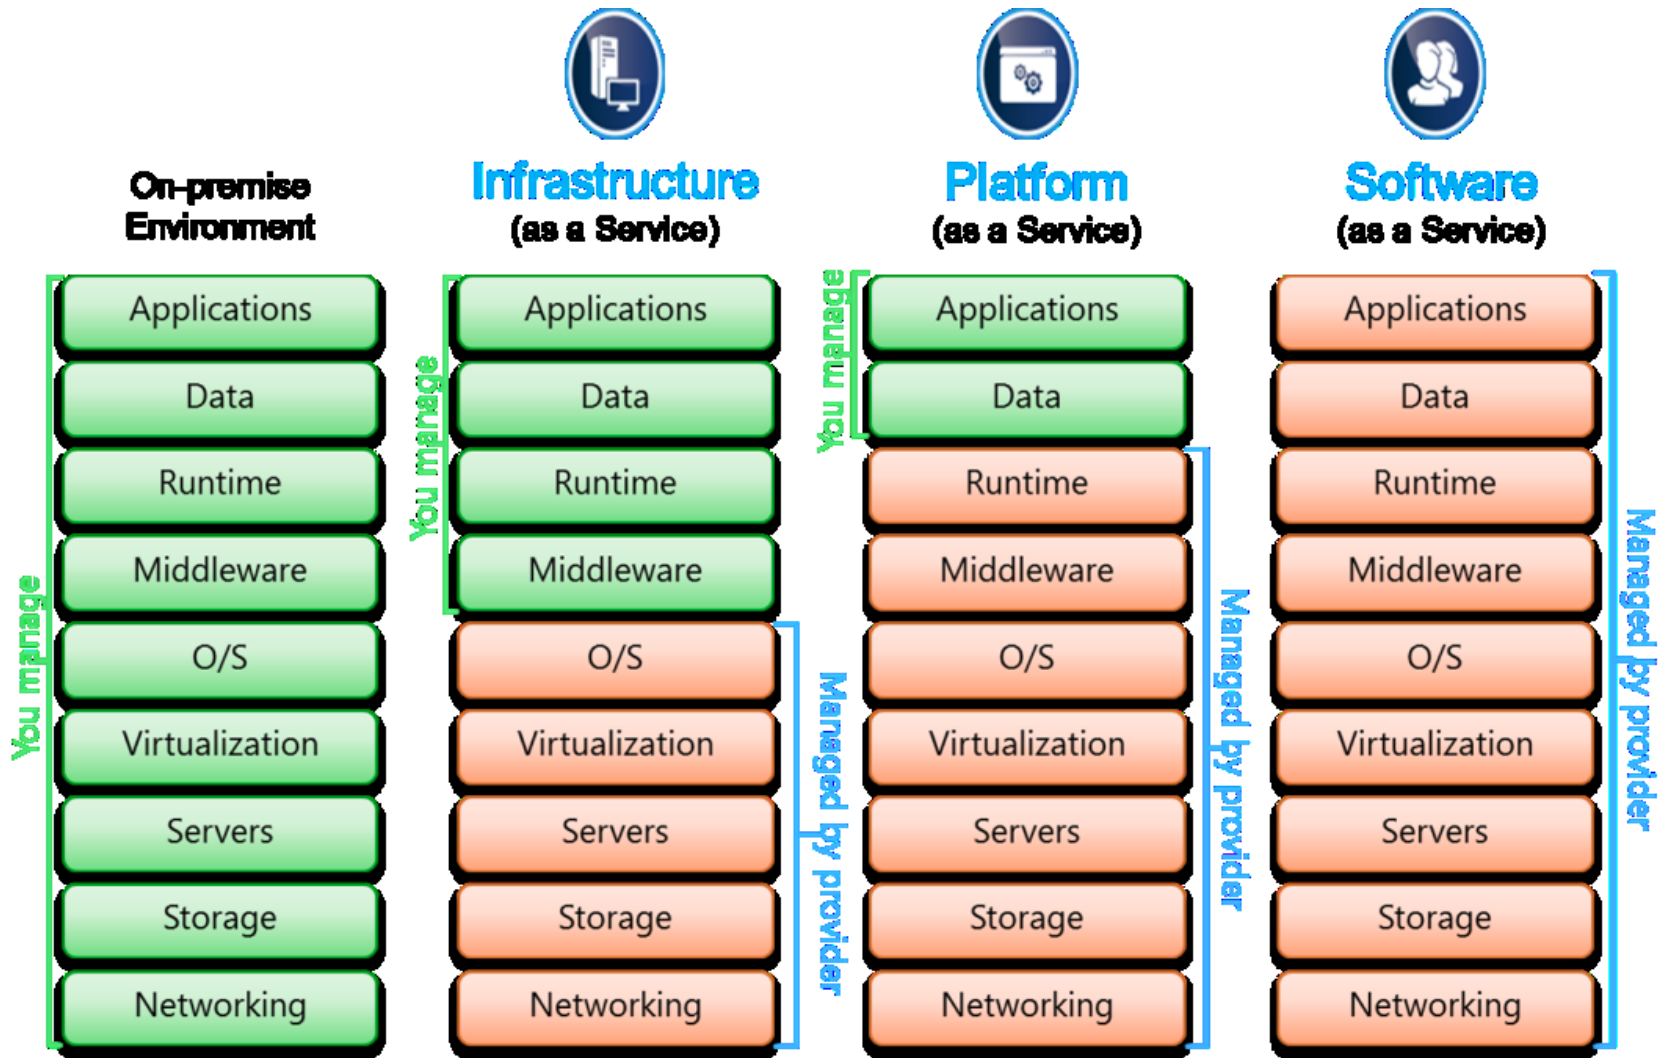 On-premise
Environment
You manage
Applications
Data
Runtime
Middleware
O/S
Virtualization
Servers
Storage
Networking
Infrastructure
(as a Service)
You manage
Applications
Data
Runtime
Middleware
O/S
Virtualization
Servers
Storage
Networking
Managed by provider
Platform
(as a Service)
You manage
Applications
Data
Runtime
Middleware
O/S
Virtualization
Servers
Storage
Networking
Managed by provider
Software
(as a Service)
Applications
Data
Runtime
Middleware
O/S
Virtualization
Servers
Storage
Networking
Managed by provider